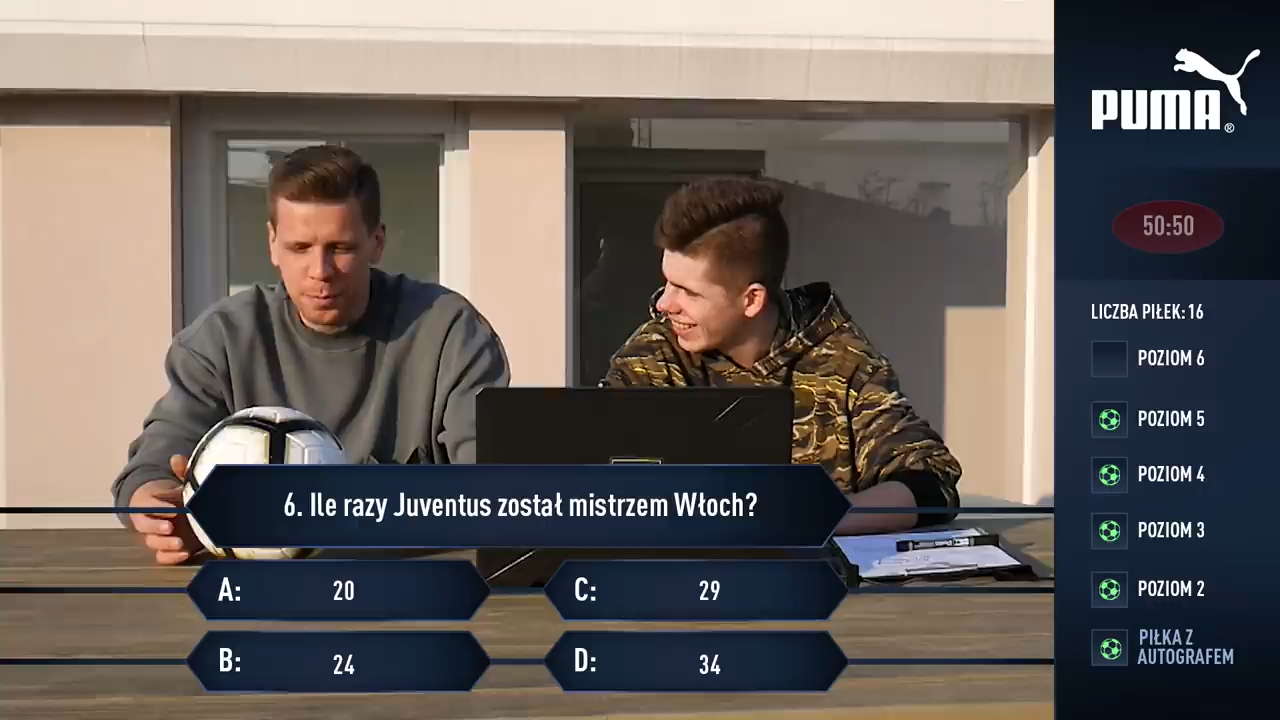 PUMA®
50:50
LICZBA PIŁEK: 16
POZIOM 6
POZIOM 5
POZIOM 4
POZIOM 3
POZIOM 2
PIŁKA Z
AUTOGRAFEM
6. Ile razy Juventus został mistrzem Włoch?
A: 20
C: 29
B: 24
D: 34